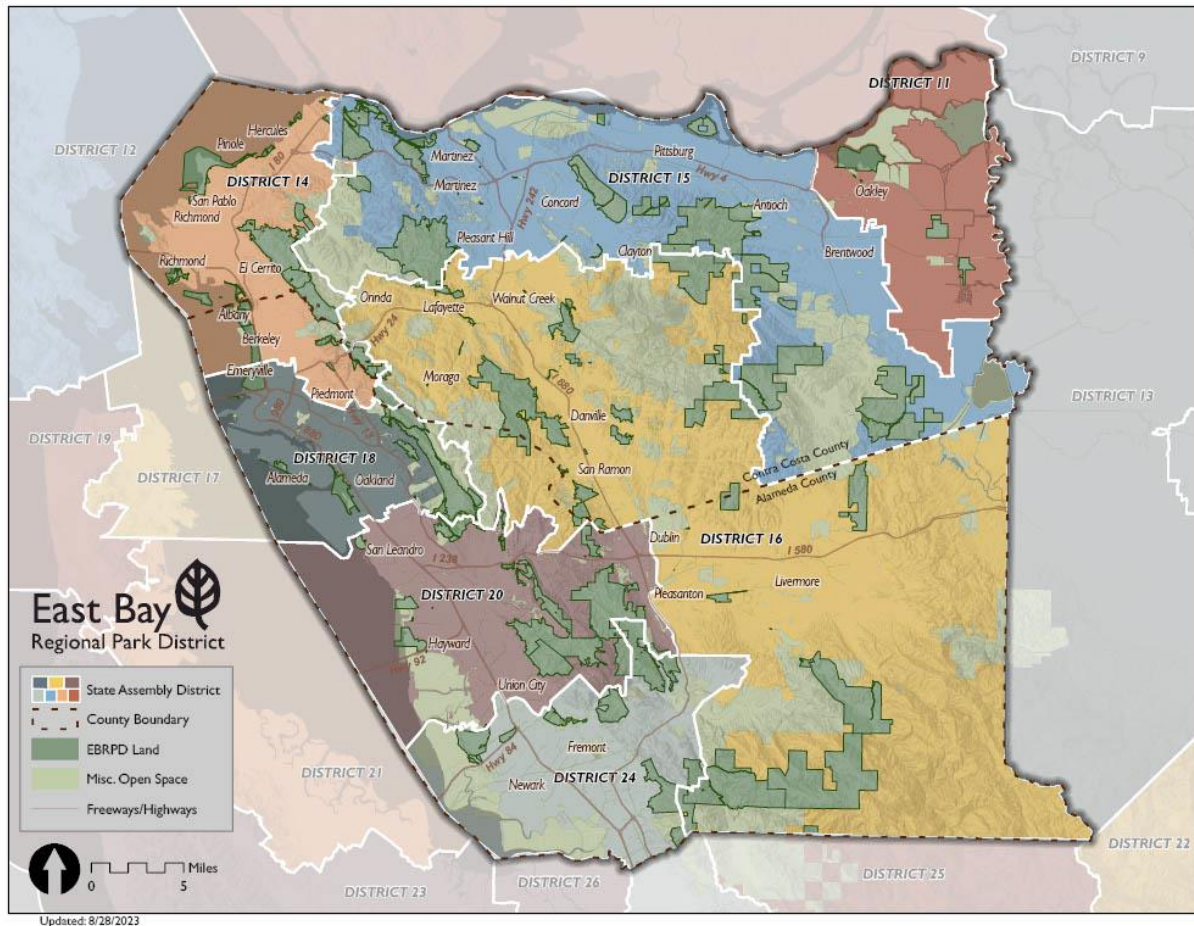 DISTRICT 9
DISTRICT 11
DISTRICT 12
Hercules
Pinole
I 80
DISTRICT 14
San Pablo
Richmond
Richmond
El Cerrito
Albany
Berkeley
Emeryville
Piedmont
Martinez
Martinez
Pittsburg
Hwy 4
DISTRICT 15
Hwy 242
Concord
Antioch
Oakley
Pleasant Hill
Clayton
Brentwood
Orinda
Lafayette
Walnut Creek
Hwy 24
Moraga
I 680
Danville
San Ramon
Contra Costa County
Alameda County
DISTRICT 13
DISTRICT 19
DISTRICT 17
980
880
Hwy 13
DISTRICT 18
Alameda
Oakland
Dublin
DISTRICT 16
I 580
San Leandro
I 238
Livermore
Pleasanton
DISTRICT 20
Hayward
Hwy 92
Union City
Fremont
Hwy 84
Newark
DISTRICT 24
DISTRICT 21
DISTRICT 23
DISTRICT 26
DISTRICT 25
DISTRICT 22
East Bay
Regional Park District
State Assembly District
County Boundary
EBRPD Land
Misc. Open Space
Freeways/Highways
Miles
0 5
Updated: 8/28/2023